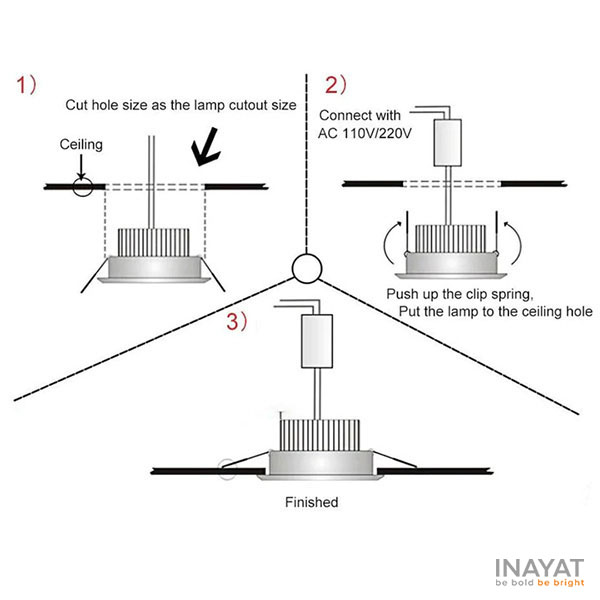 1)
Cut hole size as the lamp cutout size
Ceiling
2)
Connect with
AC 110V/220V
Push up the clip spring,
Put the lamp to the ceiling hole
3)
Finished
INAYAT
be bold be bright